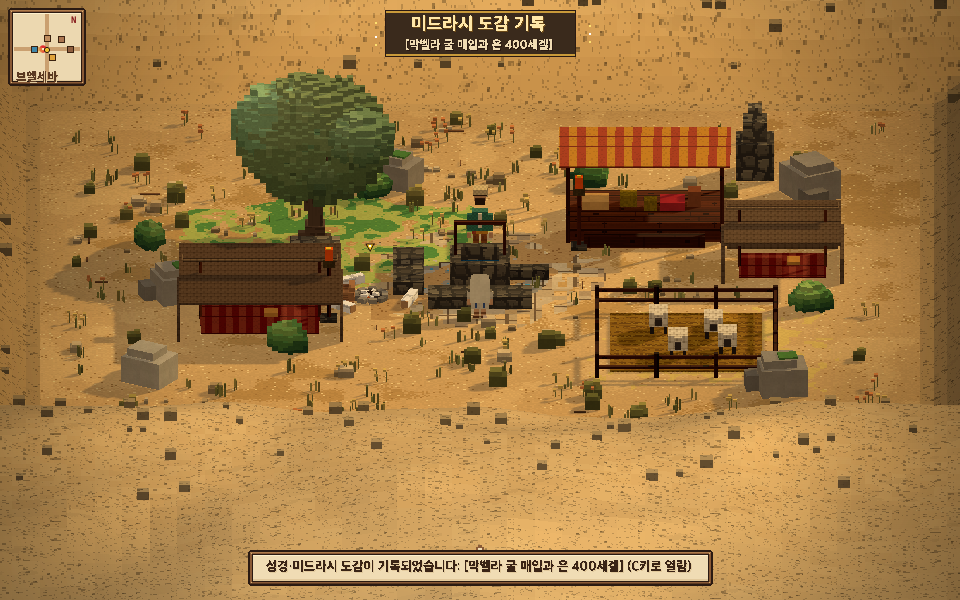 N
브엘세바
미드라시 도감 기록
[막벨라 굴 매입과 은 400세겔]
성경·미드라시 도감이 기록되었습니다: [막벨라 굴 매입과 은 400세겔] (C키로 열람)